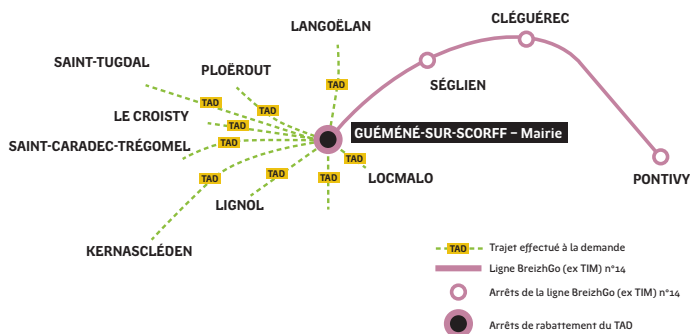 CLÉGUÉREC
LANGOËLAN
SAINT-TUGDAL
PLOËRDUT
SÉGLIEN
TAD
TAD
TAD
LE CROISTY
TAD
GUÉMÉNÉ-SUR-SCORFF – Mairie
SAINT-CARADEC-TRÉGOMEL
TAD
TAD
TAD
TAD
TAD
LOCMALO
PONTIVY
LIGNOL
KERNASCLÉDEN
TAD Trajet effectué à la demande
Ligne BreizhGo (ex TIM) n°14
Arrêts de la ligne BreizhGo (ex TIM) n°14
Arrêts de rabattement du TAD